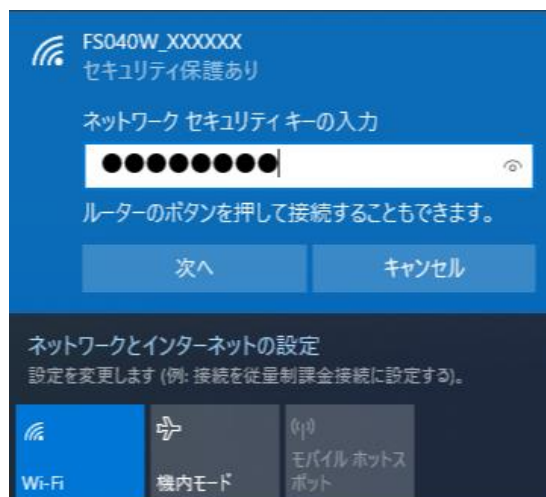 FS040W_XXXXXX
セキュリティ保護あり
ネットワーク セキュリティ キーの入力
●●●●●●●●
ルーターのボタンを押して接続することもできます。
次へ
キャンセル
ネットワークとインターネットの設定
設定を変更します (例: 接続を従量制課金接続に設定する)。
Wi-Fi
機内モード
モバイル ホットス
ポット